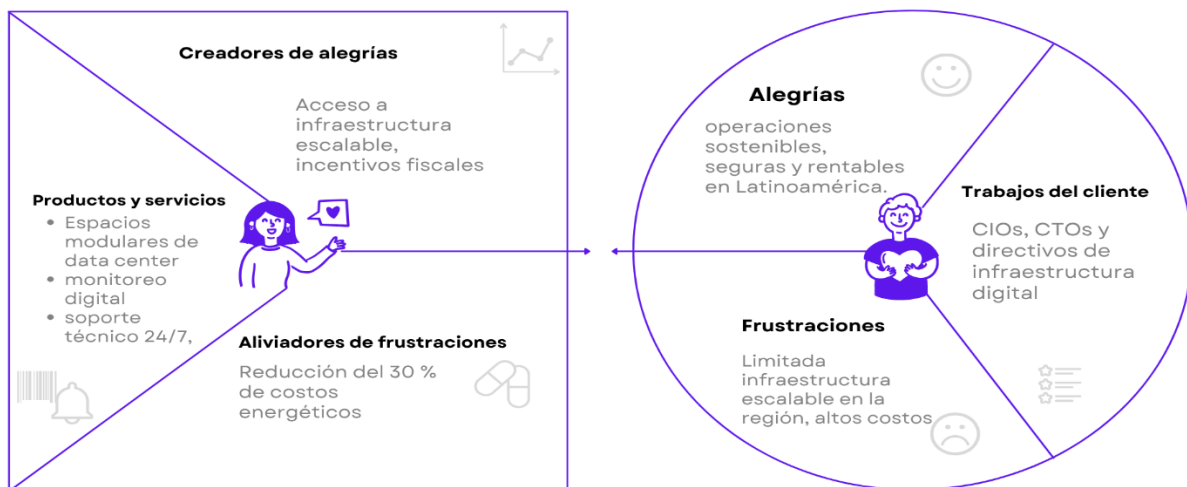 Creadores de alegrías
Acceso a
infraestructura
escalable,
incentivos fiscales
Productos y servicios
• Espacios
modulares de
data center
• monitoreo
digital
• soporte
técnico 24/7,
Aliviadores de frustraciones
Reducción del 30 %
de costos
energéticos
Alegrías
operaciones
sostenibles,
seguras y rentables
en Latinoamérica.
Trabajos del cliente
CIOs, CTOs y
directivos de
infraestructura
digital
Frustraciones
Limitada
infraestructura
escalable en la
región, altos costos